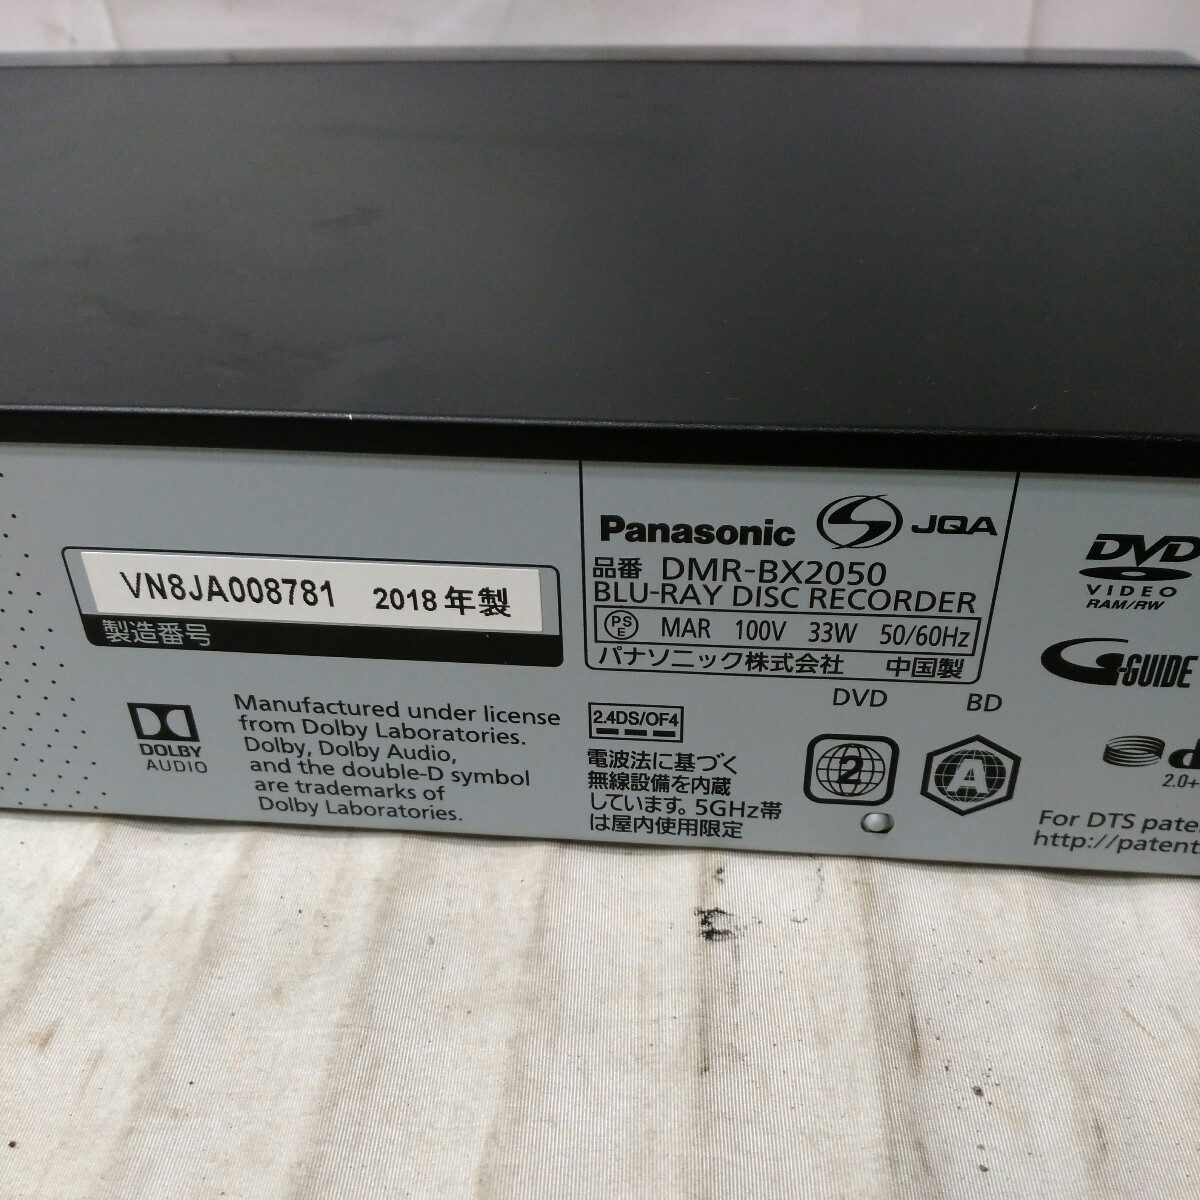 VN8JA008781 2018年製
製造番号
Panasonic JQA
品番 DMR-BX2050
BLU-RAY DISC RECORDER
PS E MAR 100V 33W 50/60Hz
パナソニック株式会社 中国製
DVD
VIDEO
RAM/RW
G-GUIDE
DOLBY
AUDIO
Manufactured under license
from Dolby Laboratories.
Dolby, Dolby Audio,
and the double-D symbol
are trademarks of
Dolby Laboratories.
2.4DS/OF4
電波法に基づく
無線設備を内蔵
しています。5GHz帯
は屋内使用限定
DVD BD
2 A
2.0+
For DTS pate
http://patent